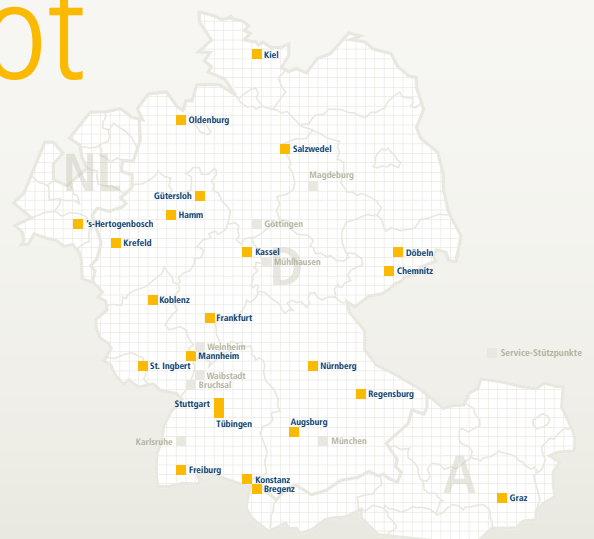 ot
Kiel
Oldenburg
Salzwedel
Magdeburg
NL
Gütersloh
Hamm
's-Hertogenbosch
Göttingen
Krefeld
Kassel
Döbeln
Mühlhausen
D
Chemnitz
Koblenz
Frankfurt
Weinheim
Mannheim
Service-Stützpunkte
St. Ingbert
Nürnberg
Waibstadt
Bruchsal
Regensburg
Stuttgart
Tübingen
Augsburg
Karlsruhe
München
Freiburg
Konstanz
Bregenz
A
Graz